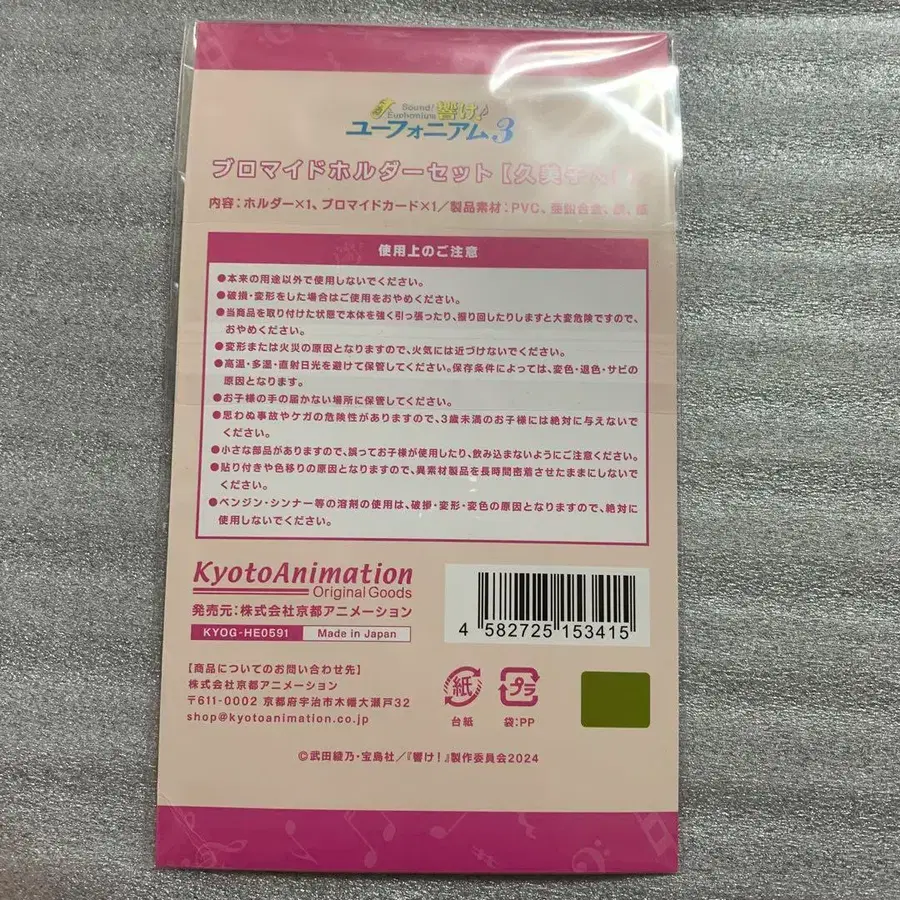 Sound!
Euphonium 響け♪
ユーフォニアム3
ブロマイドホルダーセット【久美子
内容:ホルダー×1、ブロマイドカード×1/製品素材:PVC、亜鉛合金、鉄、紙
使用上のご注意
●本来の用途以外で使用しないでください。
●破損・変形をした場合はご使用をおやめください。
●当商品を取り付けた状態で本体を強く引っ張ったり、振り回したりしますと大変危険ですので、
おやめください。
●変形または火災の原因となりますので、火気には近づけないでください。
●高温・多湿・直射日光を避けて保管してください。保存条件によっては、変色・退色・サビの
原因となります。
●お子様の手の届かない場所に保管してください。
●思わぬ事故やケガの危険性がありますので、3歳未満のお子様には絶対に与えないで
ください。
●小さな部品がありますので、誤ってお子様が使用したり、飲み込まないようにご注意ください。
●貼り付きや色移りの原因となりますので、異素材製品を長時間密着させたままにしないで
ください。
●ベンジン・シンナー等の溶剤の使用は、破損・変形・変色の原因となりますので、絶対に
使用しないでください。
KyotoAnimation
Original Goods
発売元:株式会社京都アニメーション
KYOG-HE0591 Made in Japan
4 582725 153415
【商品についてのお問い合わせ先】
株式会社京都アニメーション
〒611-0002 京都府宇治市木幡大瀬戸32
shop@kyotoanimation.co.jp
紙
台紙
プラ
袋:PP
©武田綾乃・宝島社/『響け!』製作委員会2024